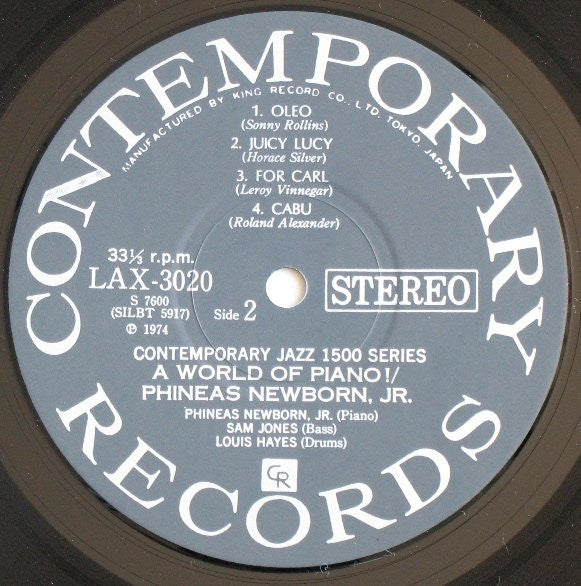 CONTEMPORARY
MANUFACTURED BY KING RECORD CO., LTD. TOKYO, JAPAN
1. OLEO
(Sonny Rollins)
2. JUICY LUCY
(Horace Silver)
3. FOR CARL
(Leroy Vinnegar)
4. CABU
(Roland Alexander)
33⅓ r.p.m.
LAX-3020
S 7600
(SILBT 5917)
℗ 1974
Side 2
STEREO
CONTEMPORARY JAZZ 1500 SERIES
A WORLD OF PIANO!/
PHINEAS NEWBORN, JR.
PHINEAS NEWBORN, JR. (Piano)
SAM JONES (Bass)
LOUIS HAYES (Drums)
CR
RECORDS